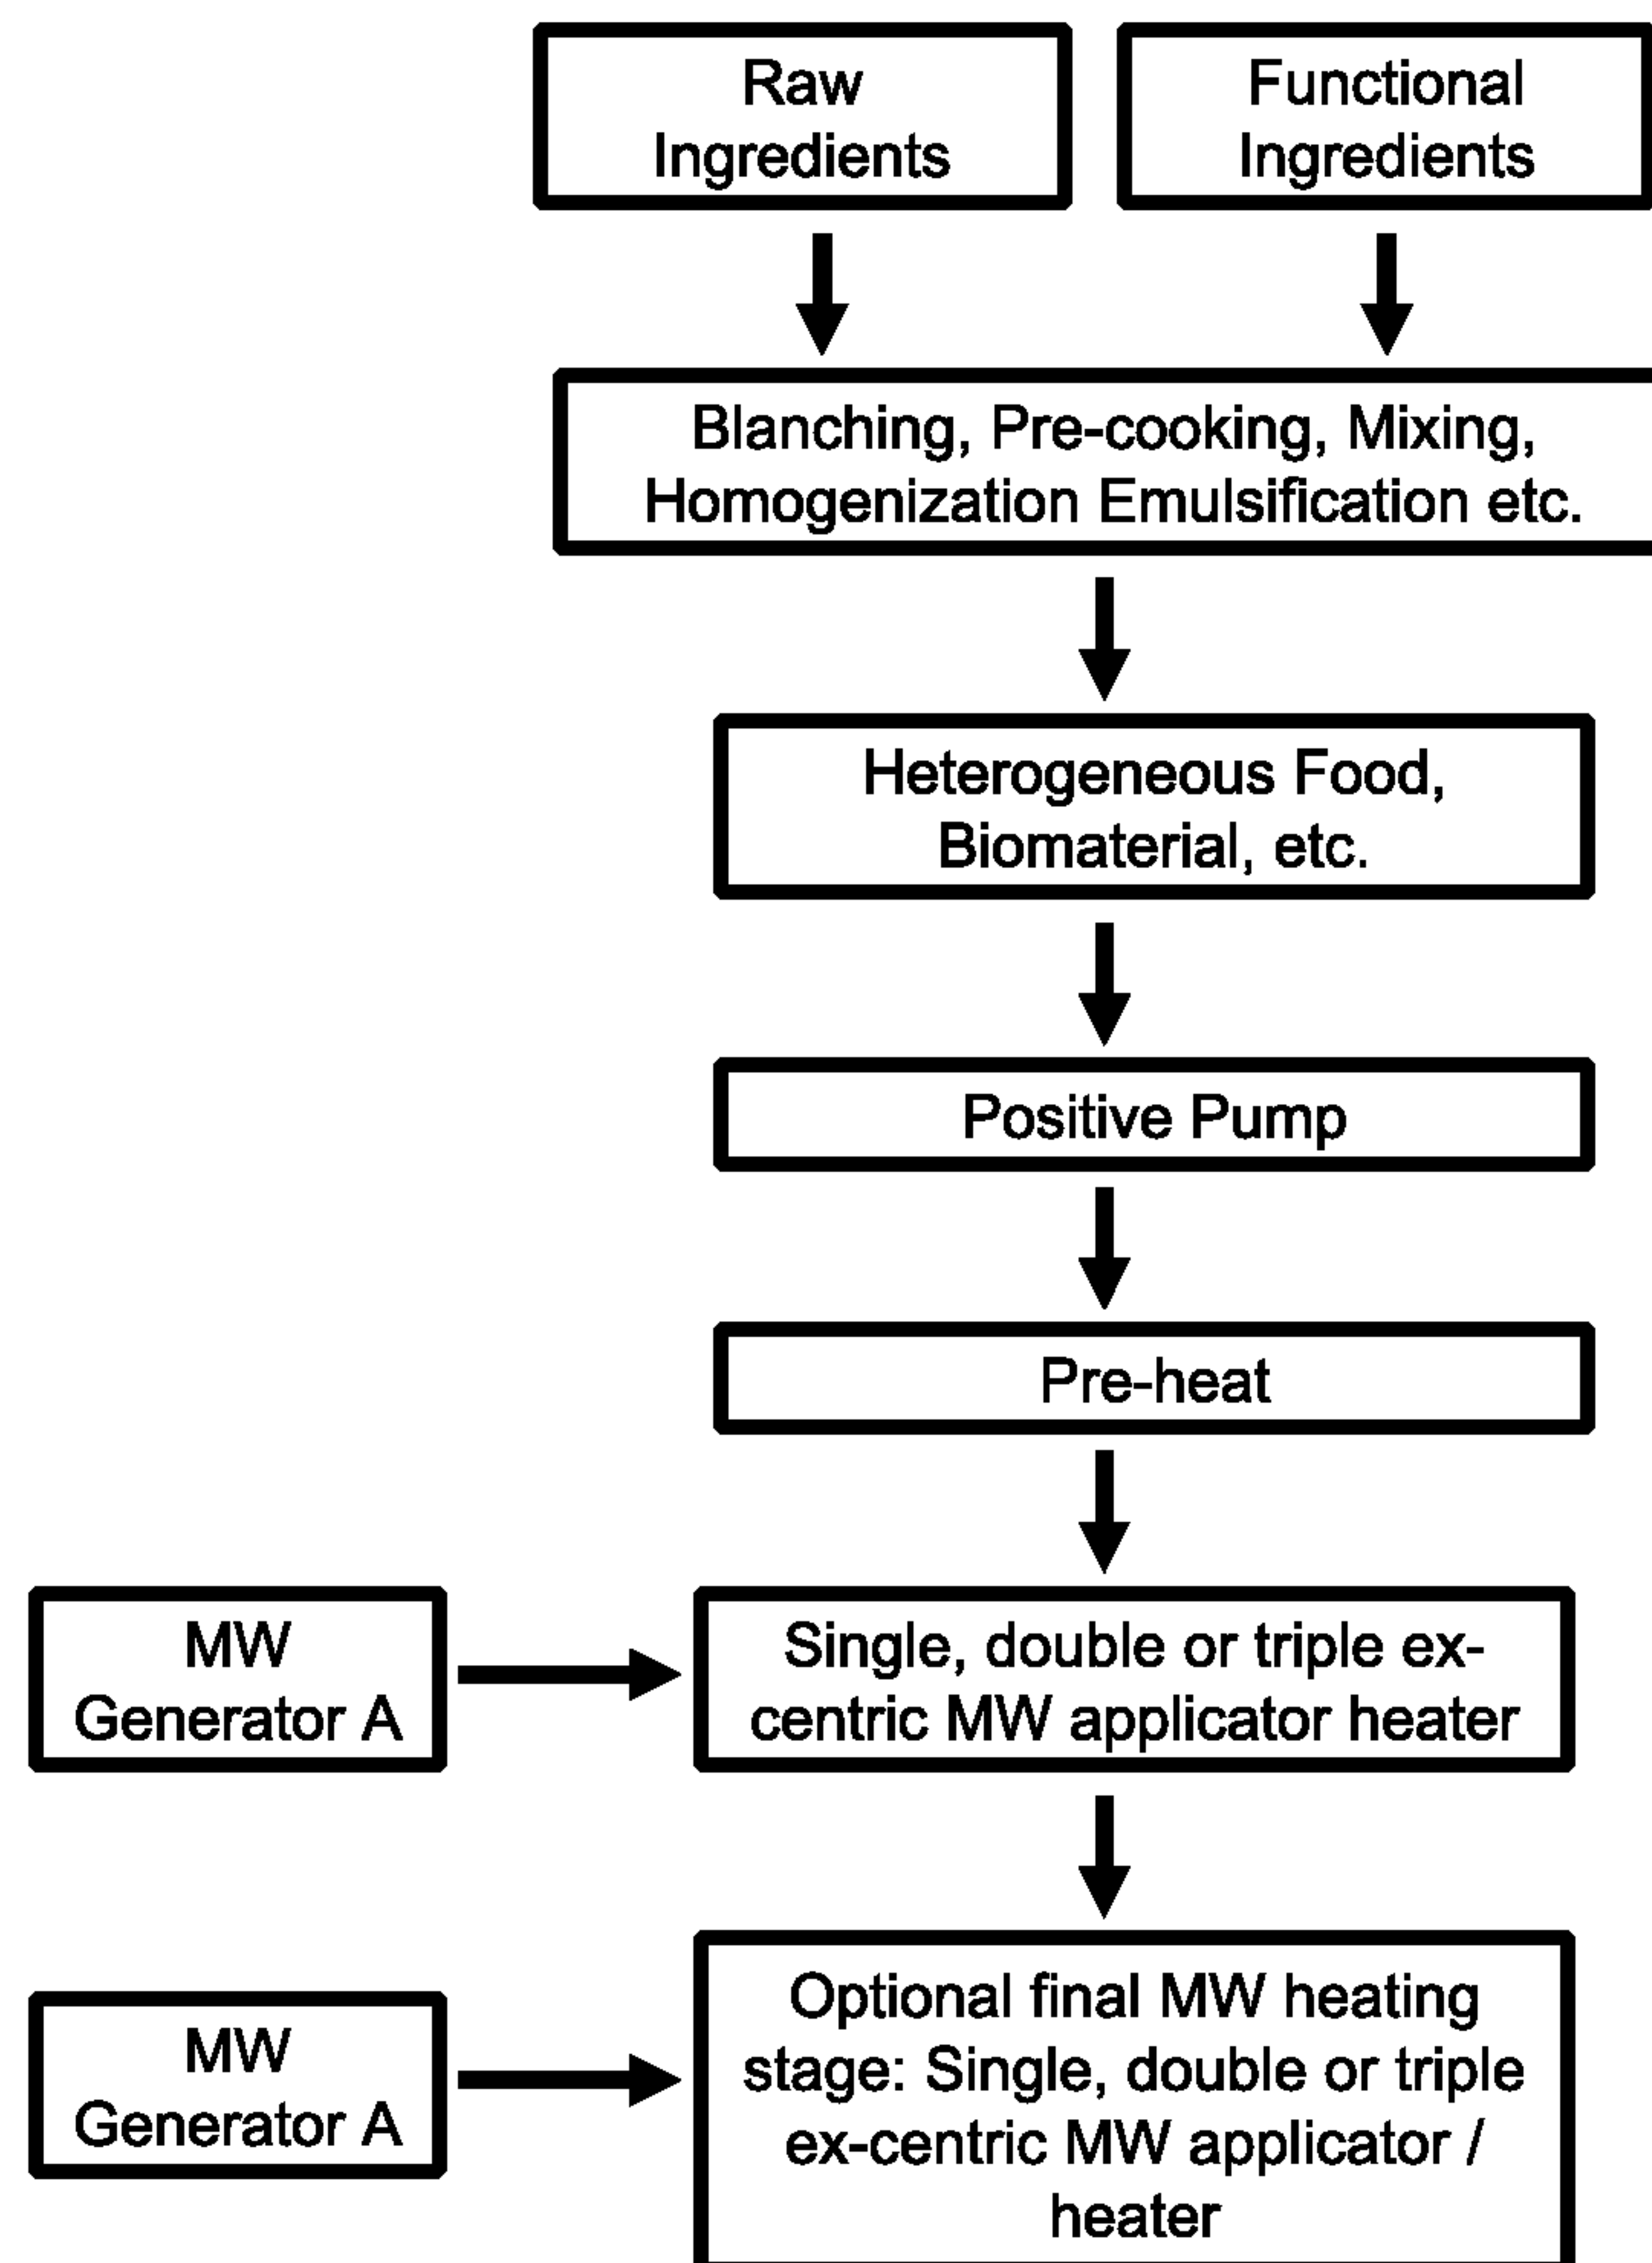 Raw
Ingredients
Functional
Ingredients
Blanching, Pre-cooking, Mixing,
Homogenization Emulsification etc.
Heterogeneous Food,
Biomaterial, etc.
Positive Pump
Pre-heat
MW
Generator A
Single, double or triple ex-
centric MW applicator heater
MW
Generator A
Optional final MW heating
stage: Single, double or triple
ex-centric MW applicator /
heater